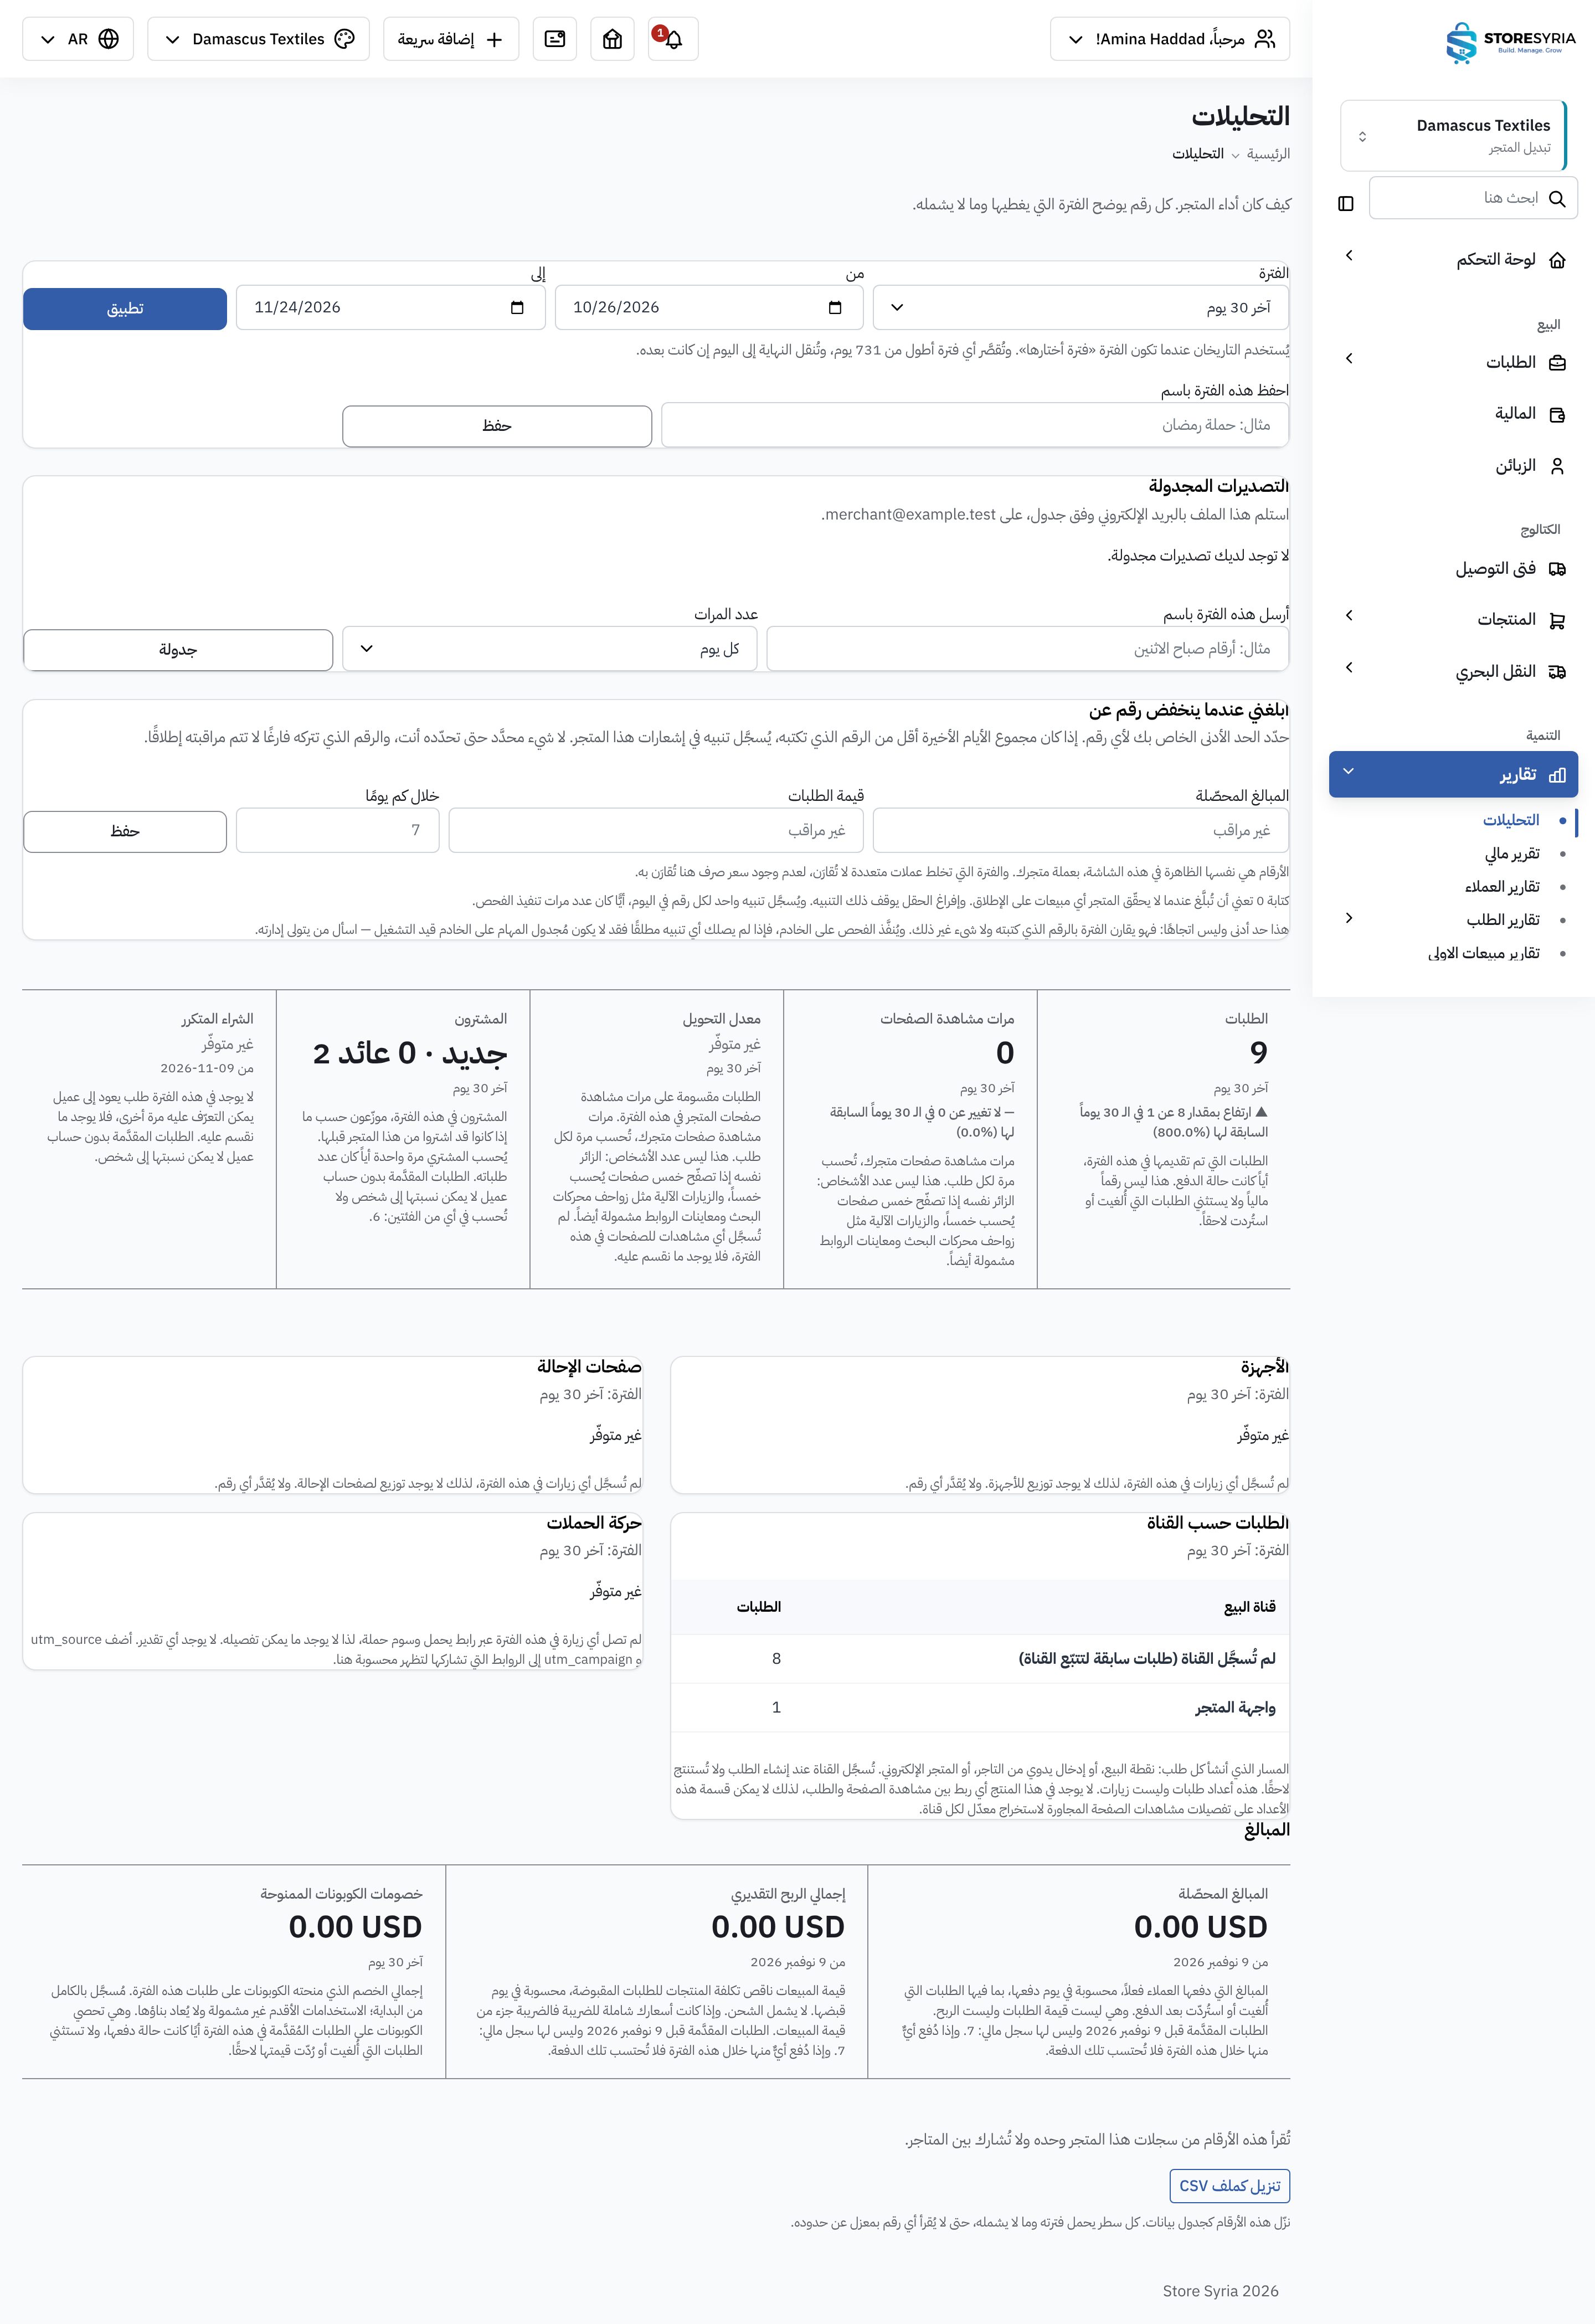 STORESYRIA
Build. Manage. Grow
مرحباً، Amina Haddad!
1
إضافة سريعة
Damascus Textiles
AR
Damascus Textiles
تبديل المتجر
ابحث هنا
لوحة التحكم
البيع
الطلبات
المالية
الزبائن
الكتالوج
فتى التوصيل
المنتجات
النقل البحري
التنمية
تقارير
التحليلات
تقرير مالي
تقارير العملاء
تقارير الطلب
تقارير مبيعات الاولي
التحليلات
الرئيسية
التحليلات
كيف كان أداء المتجر. كل رقم يوضح الفترة التي يغطيها وما لا يشمله.
الفترة
من
إلى
آخر 30 يوم
10/26/2026
11/24/2026
تطبيق
يُستخدم التاريخان عندما تكون الفترة «فترة أختارها». وتُقصَّر أي فترة أطول من 731 يوم، وتُنقل النهاية إلى اليوم إن كانت بعده.
احفظ هذه الفترة باسم
مثال: حملة رمضان
حفظ
التصديرات المجدولة
استلم هذا الملف بالبريد الإلكتروني وفق جدول، على merchant@example.test.
لا توجد لديك تصديرات مجدولة.
أرسل هذه الفترة باسم
عدد المرات
مثال: أرقام صباح الاثنين
كل يوم
جدولة
أبلغني عندما ينخفض رقم عن
حدّد الحد الأدنى الخاص بك لأي رقم. إذا كان مجموع الأيام الأخيرة أقل من الرقم الذي تكتبه، يُسجَّل تنبيه في إشعارات هذا المتجر. لا شيء محدَّد حتى تحدّده أنت، والرقم الذي تتركه فارغًا لا تتم مراقبته إطلاقًا.
المبالغ المحصّلة
قيمة الطلبات
خلال كم يومًا
غير مراقب
غير مراقب
7
حفظ
الأرقام هي نفسها الظاهرة في هذه الشاشة، بعملة متجرك. والفترة التي تخلط عملات متعددة لا تُقارَن، لعدم وجود سعر صرف هنا تُقارَن به.
كتابة 0 تعني أن تُبلَّغ عندما لا يحقّق المتجر أي مبيعات على الإطلاق. وإفراغ الحقل يوقف ذلك التنبيه. ويُسجَّل تنبيه واحد لكل رقم في اليوم، أيًّا كان عدد مرات تنفيذ الفحص.
هذا حد أدنى وليس اتجاهًا: فهو يقارن الفترة بالرقم الذي كتبته ولا شيء غير ذلك. ويُنفَّذ الفحص على الخادم، فإذا لم يصلك أي تنبيه مطلقًا فقد لا يكون مُجدول المهام على الخادم قيد التشغيل — اسأل من يتولى إدارته.
الطلبات
9
آخر 30 يوم
▲ ارتفاع بمقدار 8 عن 1 في الـ 30 يوماً
السابقة لها (800.0%)
الطلبات التي تم تقديمها في هذه الفترة،
أياً كانت حالة الدفع. هذا ليس رقماً
مالياً ولا يستثني الطلبات التي أُلغيت أو
استُردت لاحقاً.
مرات مشاهدة الصفحات
0
آخر 30 يوم
— لا تغيير عن 0 في الـ 30 يوماً السابقة
لها (0.0%)
مرات مشاهدة صفحات متجرك، تُحسب
مرة لكل طلب. هذا ليس عدد الأشخاص:
الزائر نفسه إذا تصفّح خمس صفحات
يُحسب خمساً، والزيارات الآلية مثل
زواحف محركات البحث ومعاينات الروابط
مشمولة أيضاً.
معدل التحويل
غير متوفّر
آخر 30 يوم
الطلبات مقسومة على مرات مشاهدة
صفحات المتجر في هذه الفترة. مرات
مشاهدة صفحات متجرك، تُحسب مرة لكل
طلب. هذا ليس عدد الأشخاص: الزائر
نفسه إذا تصفّح خمس صفحات يُحسب
خمساً، والزيارات الآلية مثل زواحف محركات
البحث ومعاينات الروابط مشمولة أيضاً. لم
تُسجَّل أي مشاهدات للصفحات في هذه
الفترة، فلا يوجد ما نقسم عليه.
المشترون
2 جديد · 0 عائد
آخر 30 يوم
المشترون في هذه الفترة، موزّعون حسب ما
إذا كانوا قد اشتروا من هذا المتجر قبلها.
يُحسب المشتري مرة واحدة أياً كان عدد
طلباته. الطلبات المقدَّمة بدون حساب
عميل لا يمكن نسبتها إلى شخص ولا
تُحسب في أي من الفئتين: 6.
الشراء المتكرر
غير متوفّر
من 09-11-2026
لا يوجد في هذه الفترة طلب يعود إلى عميل
يمكن التعرّف عليه مرة أخرى، فلا يوجد ما
نقسم عليه. الطلبات المقدَّمة بدون حساب
عميل لا يمكن نسبتها إلى شخص.
الأجهزة
الفترة: آخر 30 يوم
غير متوفّر
لم تُسجَّل أي زيارات في هذه الفترة، لذلك لا يوجد توزيع للأجهزة. ولا يُقدَّر أي رقم.
صفحات الإحالة
الفترة: آخر 30 يوم
غير متوفّر
لم تُسجَّل أي زيارات في هذه الفترة، لذلك لا يوجد توزيع لصفحات الإحالة. ولا يُقدَّر أي رقم.
الطلبات حسب القناة
الفترة: آخر 30 يوم
قناة البيع
الطلبات
لم تُسجَّل القناة (طلبات سابقة لتتبّع القناة)
8
واجهة المتجر
1
المسار الذي أنشأ كل طلب: نقطة البيع، أو إدخال يدوي من التاجر، أو المتجر الإلكتروني. تُسجَّل القناة عند إنشاء الطلب ولا تُستنتج
لاحقًا. هذه أعداد طلبات وليست زيارات. لا يوجد في هذا المنتج أي ربط بين مشاهدة الصفحة والطلب، لذلك لا يمكن قسمة هذه
الأعداد على تفصيلات مشاهدات الصفحة المجاورة لاستخراج معدّل لكل قناة.
حركة الحملات
الفترة: آخر 30 يوم
غير متوفّر
لم تصل أي زيارة في هذه الفترة عبر رابط يحمل وسوم حملة، لذا لا يوجد ما يمكن تفصيله. لا يوجد أي تقدير. أضف utm_source
و utm_campaign إلى الروابط التي تشاركها لتظهر محسوبة هنا.
المبالغ
المبالغ المحصّلة
0.00 USD
من 9 نوفمبر 2026
المبالغ التي دفعها العملاء فعلاً، محسوبة في يوم دفعها، بما فيها الطلبات التي
أُلغيت أو استُردّت بعد الدفع. وهي ليست قيمة الطلبات وليست الربح.
الطلبات المقدَّمة قبل 9 نوفمبر 2026 وليس لها سجل مالي: 7. وإذا دُفع أيٌّ
منها خلال هذه الفترة فلا تُحتسب تلك الدفعة.
إجمالي الربح التقديري
0.00 USD
من 9 نوفمبر 2026
قيمة المبيعات ناقص تكلفة المنتجات للطلبات المقبوضة، محسوبة في يوم
قبضها. لا يشمل الشحن. وإذا كانت أسعارك شاملة للضريبة فالضريبة جزء من
قيمة المبيعات. الطلبات المقدَّمة قبل 9 نوفمبر 2026 وليس لها سجل مالي:
7. وإذا دُفع أيٌّ منها خلال هذه الفترة فلا تُحتسب تلك الدفعة.
خصومات الكوبونات الممنوحة
0.00 USD
آخر 30 يوم
إجمالي الخصم الذي منحته الكوبونات على طلبات هذه الفترة. مُسجَّل بالكامل
من البداية؛ الاستخدامات الأقدم غير مشمولة ولا يُعاد بناؤها. وهي تحصي
الكوبونات على الطلبات المُقدَّمة في هذه الفترة أيًا كانت حالة دفعها، ولا تستثني
الطلبات التي أُلغيت أو رُدّت قيمتها لاحقًا.
تُقرأ هذه الأرقام من سجلات هذا المتجر وحده ولا تُشارك بين المتاجر.
تنزيل كملف CSV
نزّل هذه الأرقام كجدول بيانات. كل سطر يحمل فترته وما لا يشمله، حتى لا يُقرأ أي رقم بمعزل عن حدوده.
Store Syria 2026